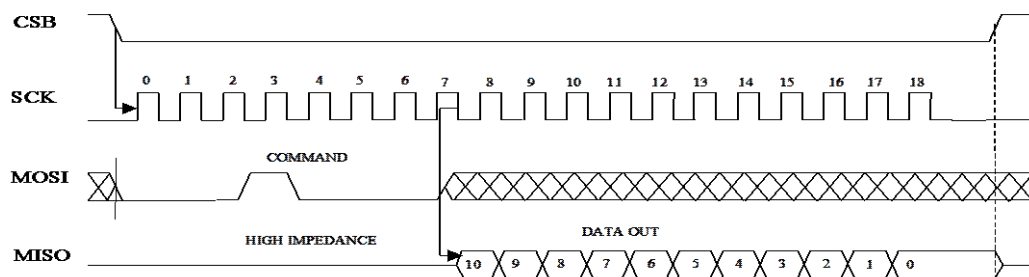 CSB
0 1 2 3 4 5 6 7 8 9 10 11 12 13 14 15 16 17 18
SCK
COMMAND
MOSI
HIGH IMPEDANCE DATA OUT
MISO
10 9 8 7 6 5 4 3 2 1 0